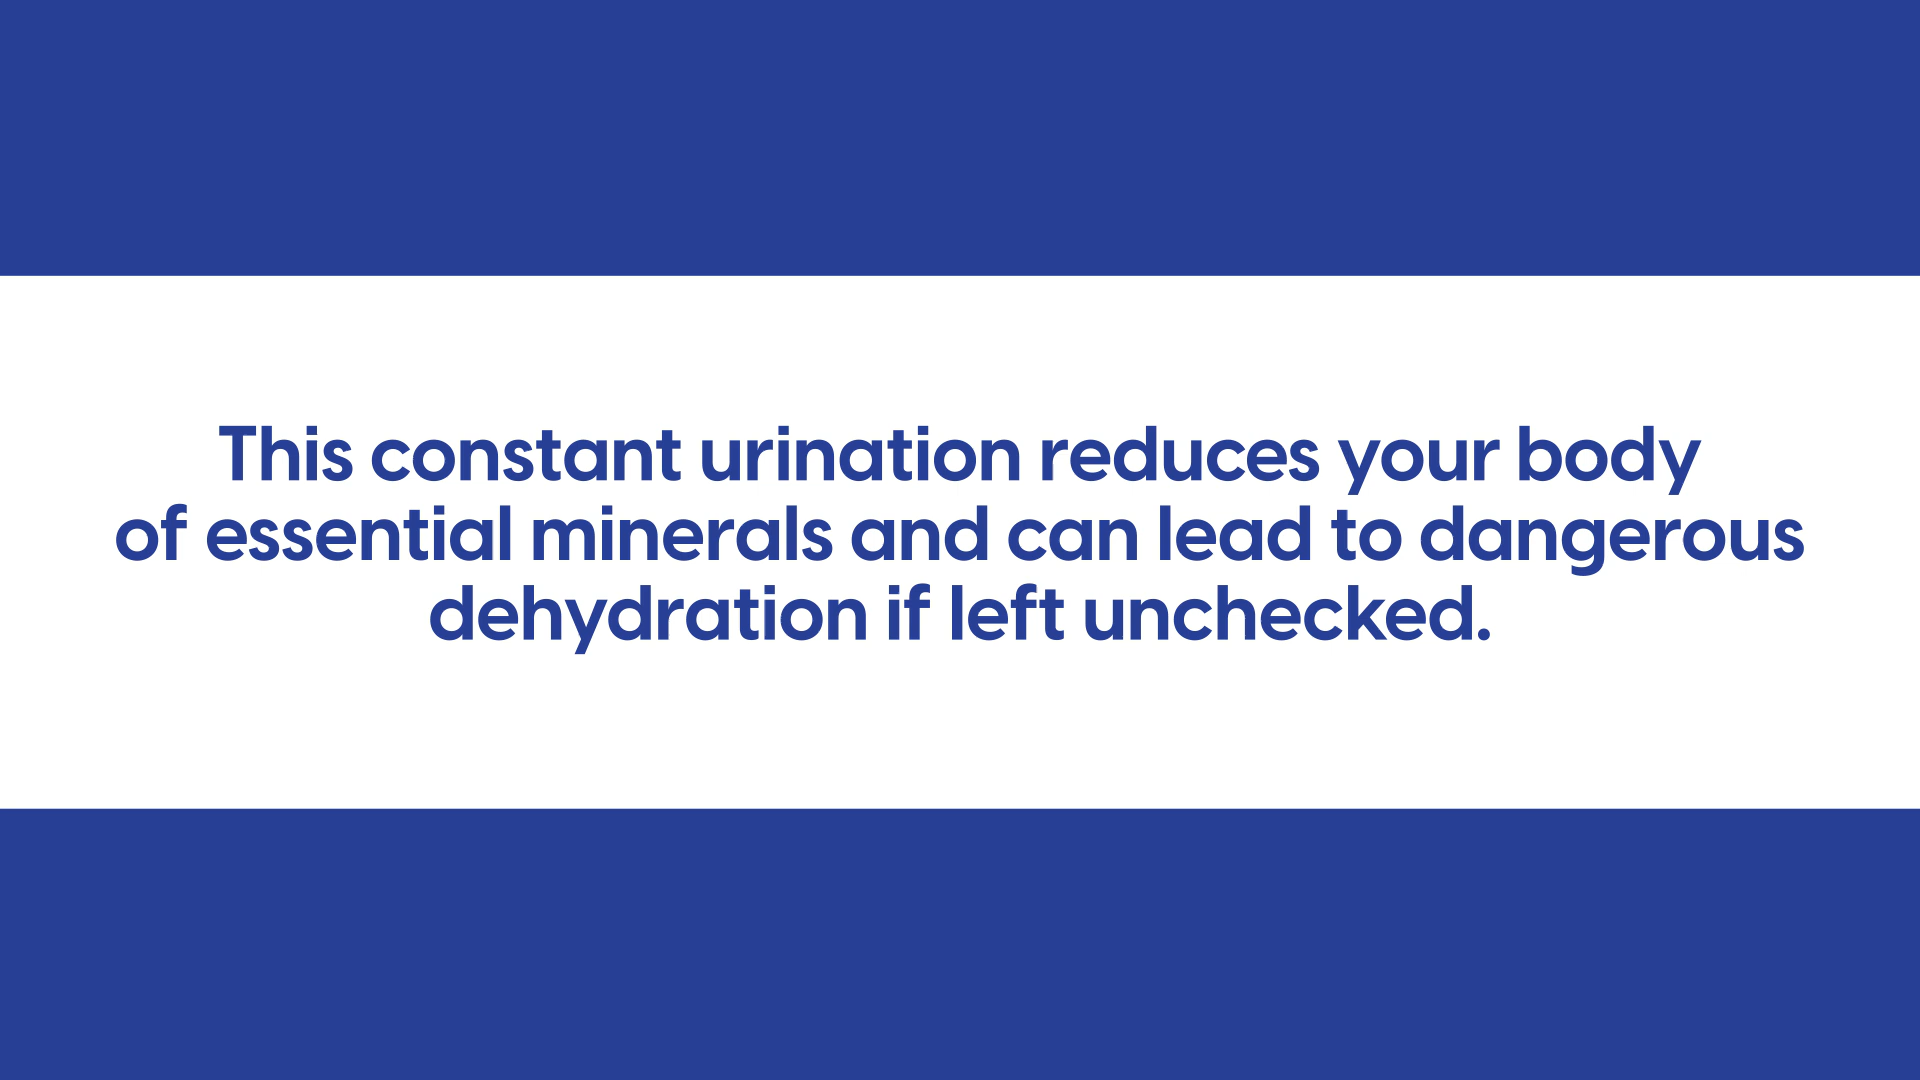 This constant urination reduces your body
of essential minerals and can lead to dangerous
dehydration if left unchecked.